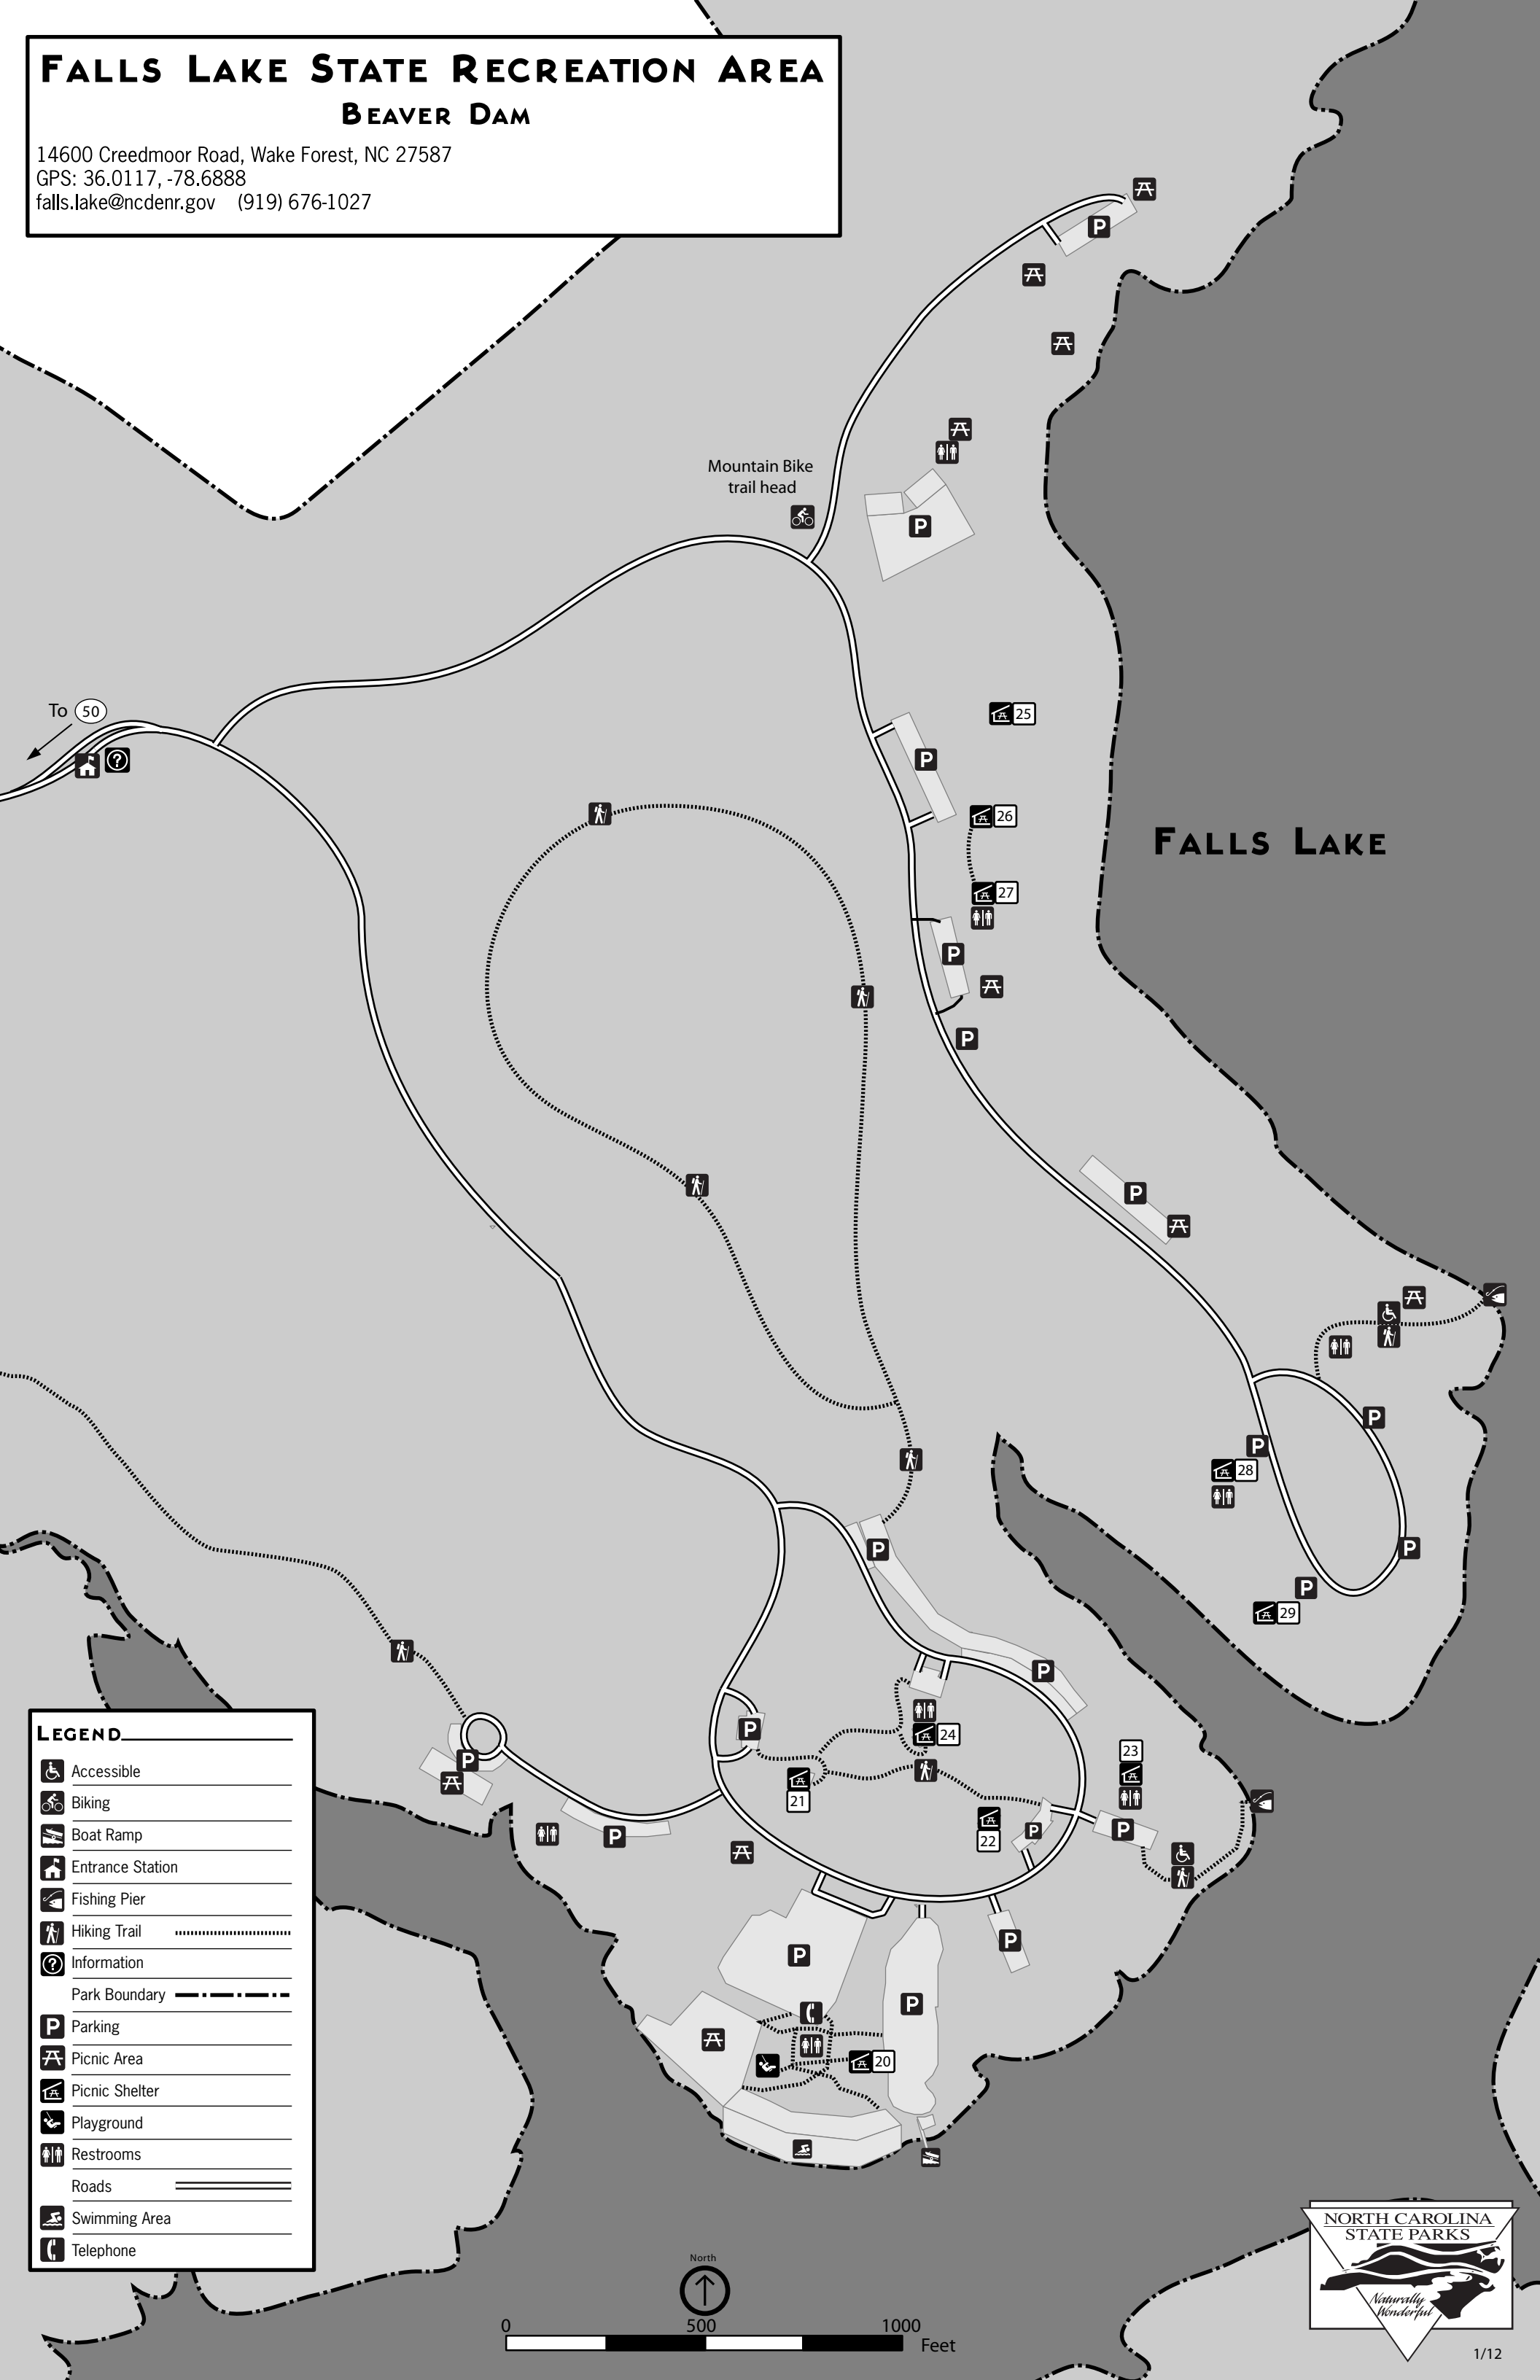 FALLS LAKE STATE RECREATION AREA
BEAVER DAM
14600 Creedmoor Road, Wake Forest, NC 27587
GPS: 36.0117, -78.6888
falls.lake@ncdenr.gov (919) 676-1027
P
Mountain Bike
trail head
P
To 50
?
25
P
26
FALLS LAKE
27
P
P
P
P
P
28
P
P
P
29
P
24
P
23
P
21
22
P
P
P
P
P
P
20
LEGEND
Accessible
Biking
Boat Ramp
Entrance Station
Fishing Pier
Hiking Trail
? Information
Park Boundary
P Parking
Picnic Area
Picnic Shelter
Playground
Restrooms
Roads
Swimming Area
Telephone
North
0 500 1000
Feet
NORTH CAROLINA
STATE PARKS
Naturally
Wonderful
1/12